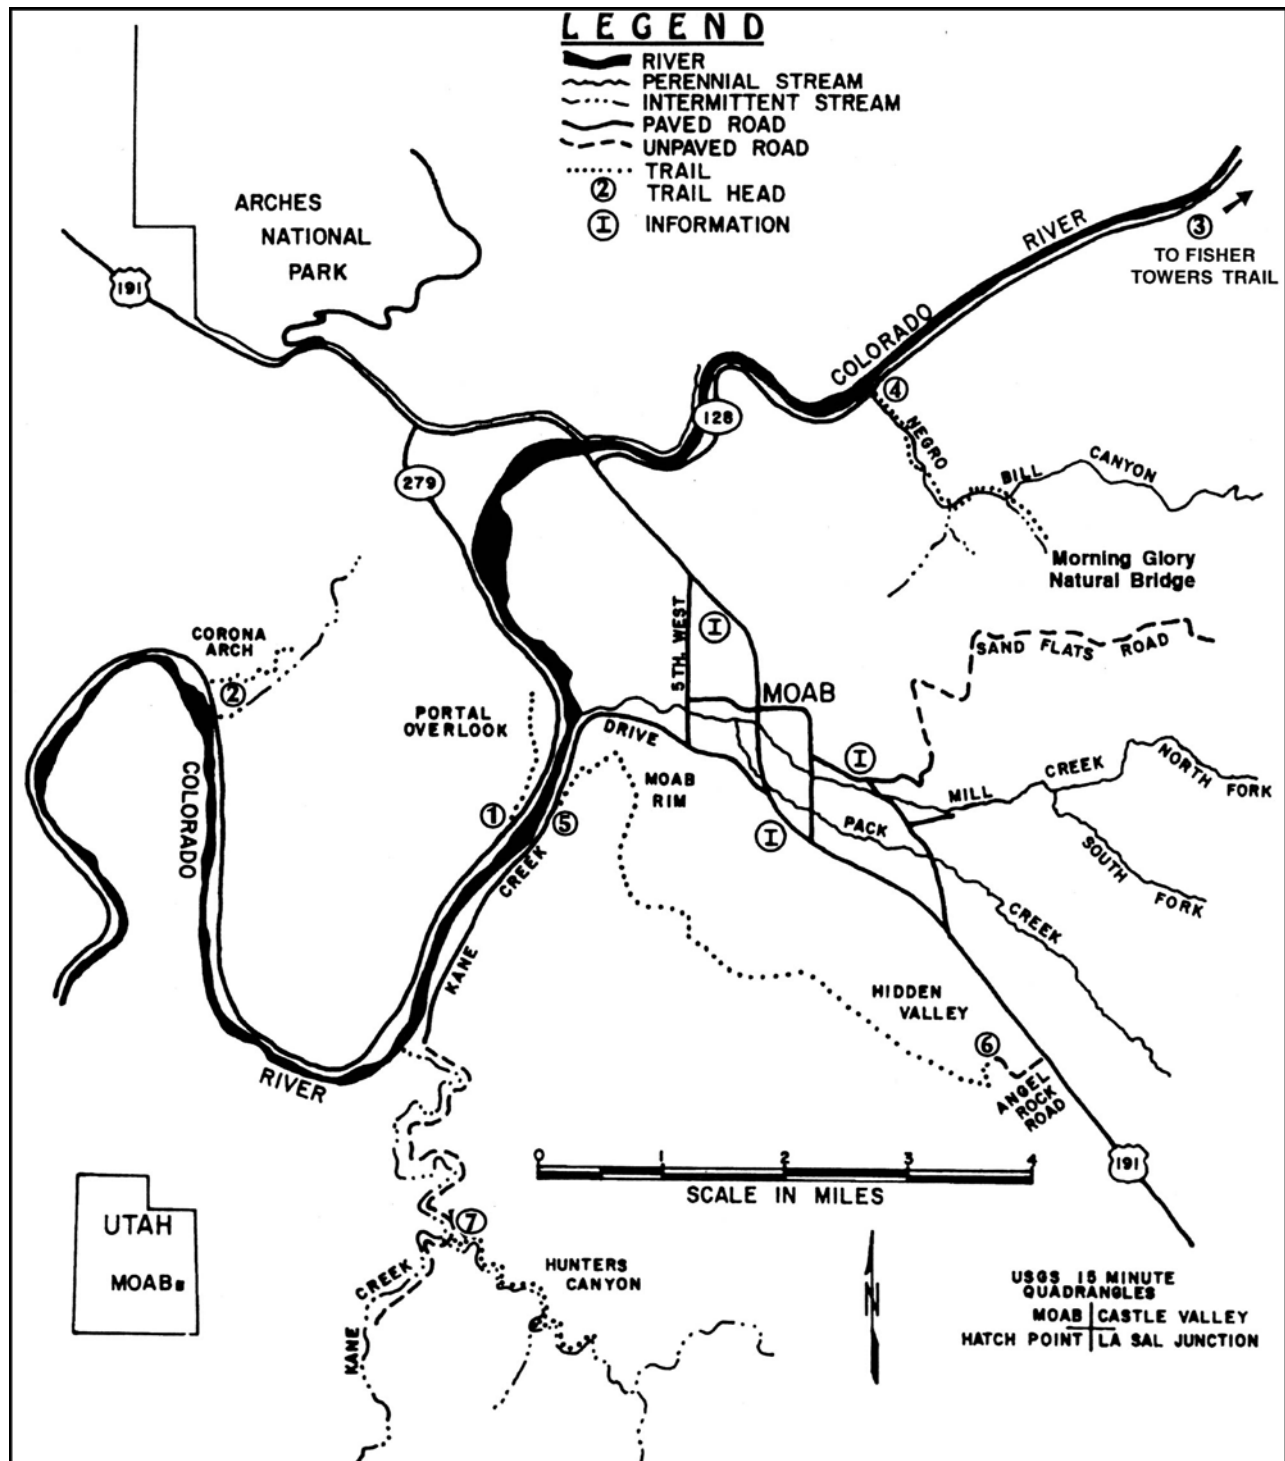 LEGEND
RIVER
PERENNIAL STREAM
INTERMITTENT STREAM
PAVED ROAD
UNPAVED ROAD
TRAIL
② TRAIL HEAD
Ⓘ INFORMATION
ARCHES
NATIONAL
PARK
191
COLORADO RIVER
③
TO FISHER
TOWERS TRAIL
④
128
NEGRO BILL CANYON
279
Morning Glory
Natural Bridge
CORONA
ARCH
②
5TH. WEST
Ⓘ
SAND FLATS ROAD
MOAB
PORTAL
OVERLOOK
DRIVE
MOAB
RIM
Ⓘ
MILL CREEK
NORTH
FORK
SOUTH
FORK
COLORADO
①
⑤
Ⓘ
PACK
CREEK
CREEK
KANE
HIDDEN
VALLEY
⑥
ANGEL
ROCK
ROAD
RIVER
0 1 2 3 4
SCALE IN MILES
191
UTAH
MOAB
⑦
HUNTERS
CANYON
CREEK
KANE
N
USGS 15 MINUTE
QUADRANGLES
MOAB CASTLE VALLEY
HATCH POINT LA SAL JUNCTION